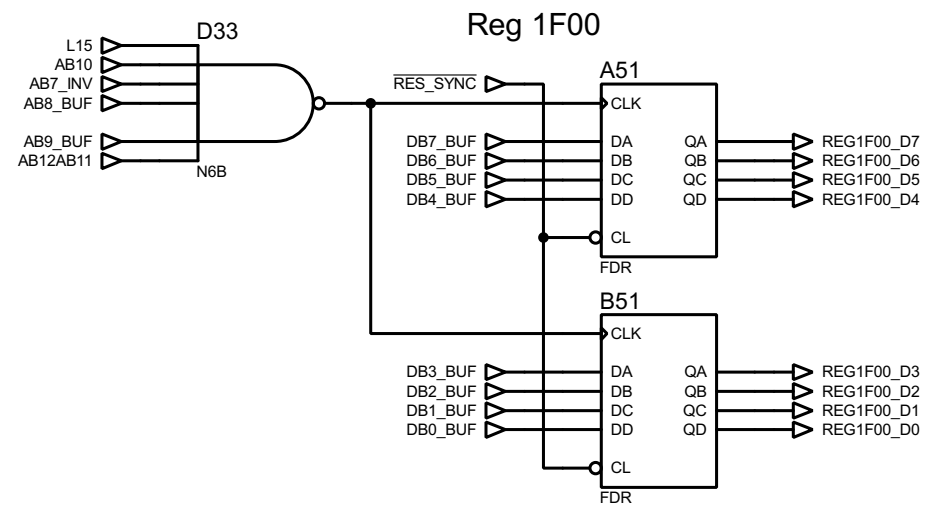 Reg 1F00
D33
L15
AB10
AB7_INV
AB8_BUF
AB9_BUF
AB12AB11
N6B
RES_SYNC
A51
CLK
DB7_BUF DA QA REG1F00_D7
DB6_BUF DB QB REG1F00_D6
DB5_BUF DC QC REG1F00_D5
DB4_BUF DD QD REG1F00_D4
CL
FDR
B51
CLK
DB3_BUF DA QA REG1F00_D3
DB2_BUF DB QB REG1F00_D2
DB1_BUF DC QC REG1F00_D1
DB0_BUF DD QD REG1F00_D0
CL
FDR